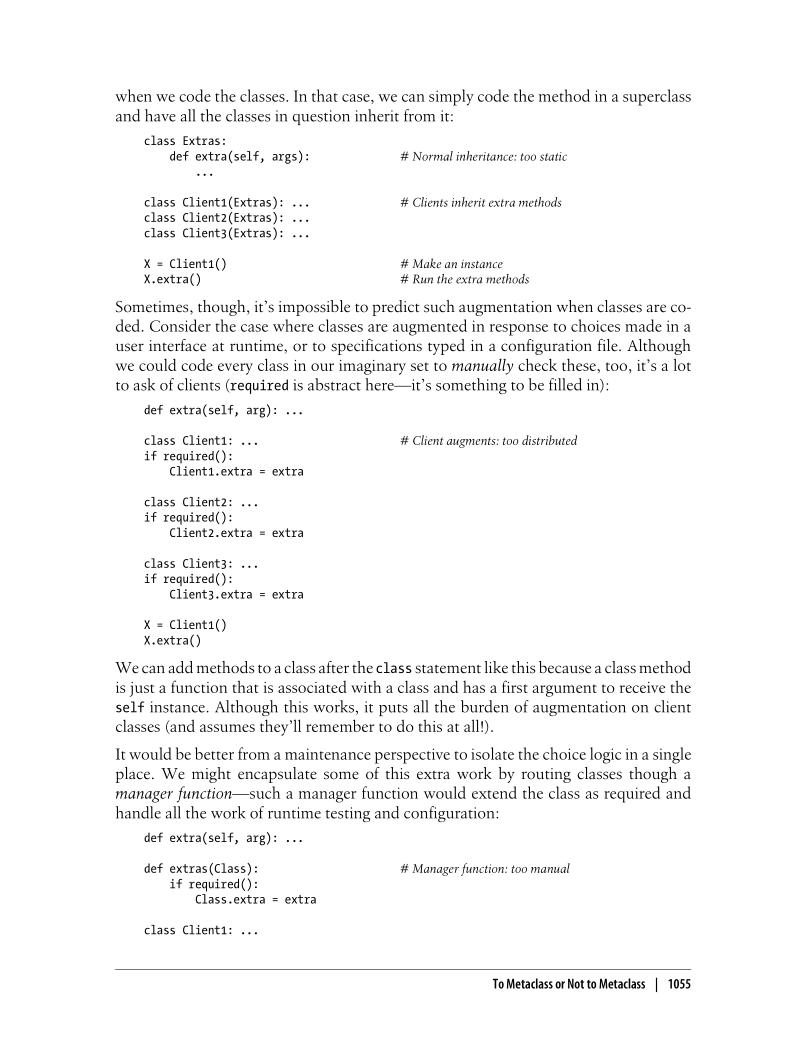 when we code the classes. In that case, we can simply code the method in a superclass
and have all the classes in question inherit from it:
class Extras:
    def extra(self, args):              # Normal inheritance: too static
        ...
class Client1(Extras): ...              # Clients inherit extra methods
class Client2(Extras): ...
class Client3(Extras): ...
X = Client1()                           # Make an instance
X.extra()                               # Run the extra methods
Sometimes, though, it's impossible to predict such augmentation when classes are co-
ded. Consider the case where classes are augmented in response to choices made in a
user interface at runtime, or to specifications typed in a configuration file. Although
we could code every class in our imaginary set to manually check these, too, it's a lot
to ask of clients (required is abstract here—it's something to be filled in):
def extra(self, arg): ...
class Client1: ...                      # Client augments: too distributed
if required():
    Client1.extra = extra
class Client2: ...
if required():
    Client2.extra = extra
class Client3: ...
if required():
    Client3.extra = extra
X = Client1()
X.extra()
We can add methods to a class after the class statement like this because a class method
is just a function that is associated with a class and has a first argument to receive the
self instance. Although this works, it puts all the burden of augmentation on client
classes (and assumes they'll remember to do this at all!).
It would be better from a maintenance perspective to isolate the choice logic in a single
place. We might encapsulate some of this extra work by routing classes though a
manager function—such a manager function would extend the class as required and
handle all the work of runtime testing and configuration:
def extra(self, arg): ...
def extras(Class):                      # Manager function: too manual
    if required():
        Class.extra = extra
class Client1: ...
To Metaclass or Not to Metaclass | 1055